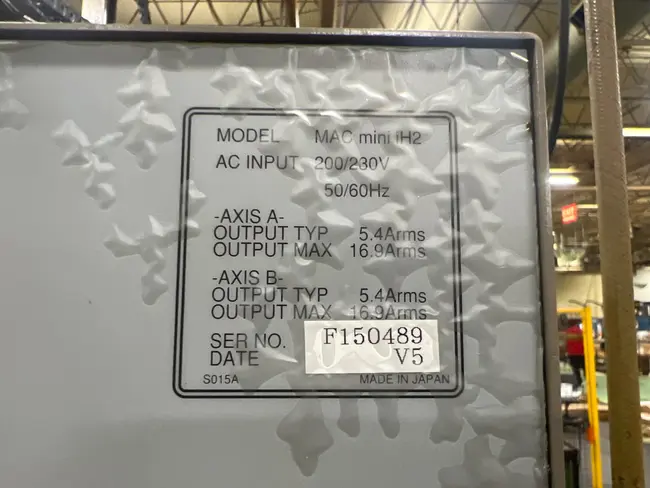 MODEL MAC mini iH2
AC INPUT 200/230V
50/60Hz
-AXIS A-
OUTPUT TYP 5.4Arms
OUTPUT MAX 16.9Arms
-AXIS B-
OUTPUT TYP 5.4Arms
OUTPUT MAX 16.9Arms
SER NO. F150489
DATE V5
S015A MADE IN JAPAN